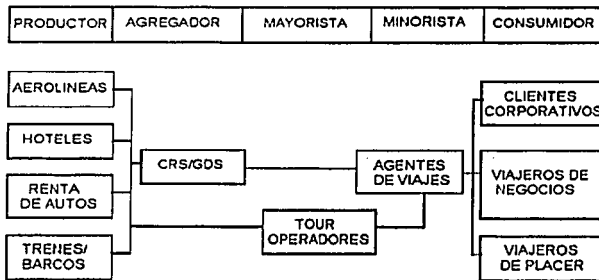 PRODUCTOR AGREGADOR MAYORISTA MINORISTA CONSUMIDOR
AEROLINEAS
HOTELES
RENTA
DE AUTOS
TRENES/
BARCOS
CRS/GDS
TOUR
OPERADORES
AGENTES
DE VIAJES
CLIENTES
CORPORATIVOS
VIAJEROS DE
NEGOCIOS
VIAJEROS
DE PLACER